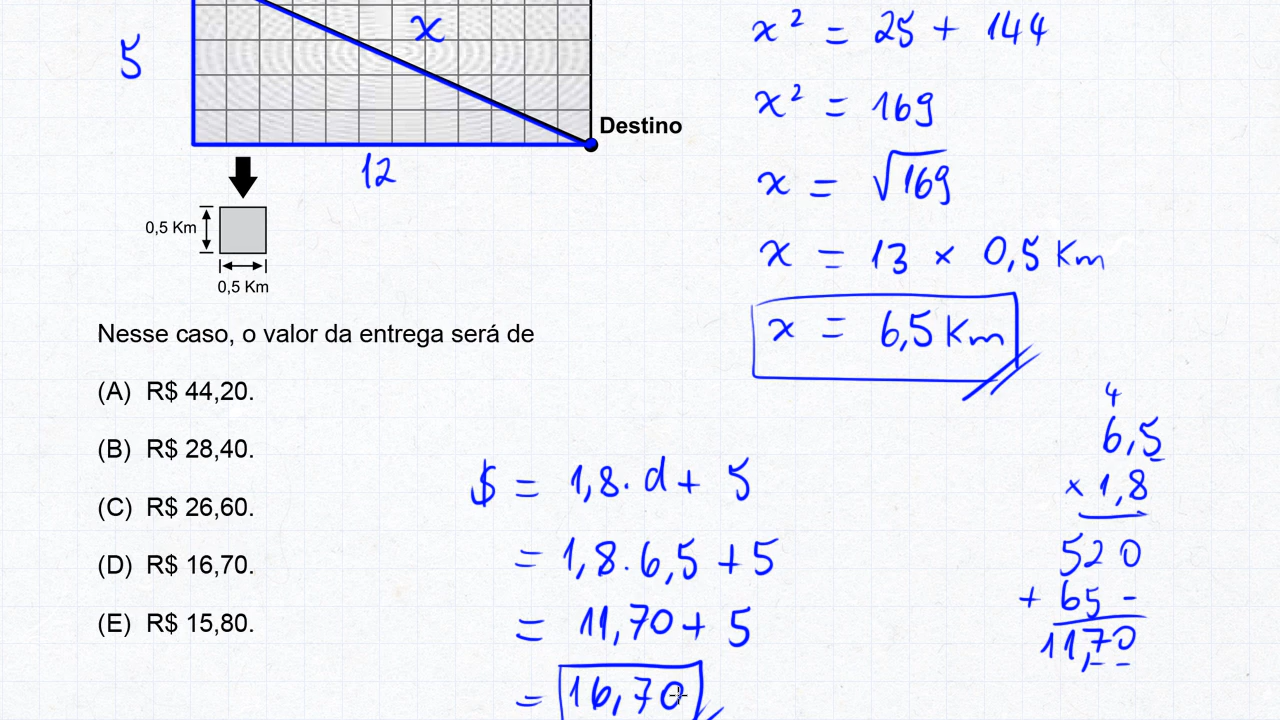 5
x
Destino
12
0,5 Km
0,5 Km
Nesse caso, o valor da entrega será de
(A) R$ 44,20.
(B) R$ 28,40.
(C) R$ 26,60.
(D) R$ 16,70.
(E) R$ 15,80.
x² = 25 + 144
x² = 169
x = √169
x = 13 × 0,5 Km
x = 6,5 Km
$ = 1,8 . d + 5
= 1,8 . 6,5 + 5
= 11,70 + 5
= 16,70
4
6,5
× 1,8
520
+ 65 -
11,70